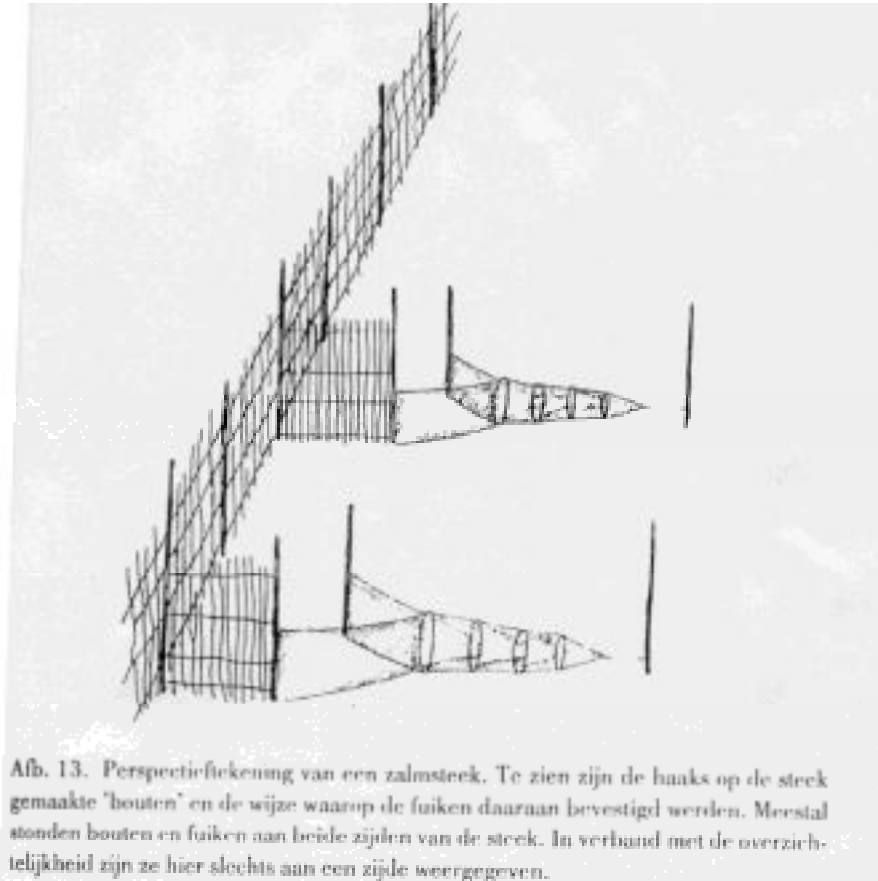 Afb. 13. Perspectieftekening van een zalmsteek. Te zien zijn de haaks op de steek
gemaakte "bouten" en de wijze waarop de fuiken daaraan bevestigd werden. Meestal
stonden bouten en fuiken aan beide zijden van de steek. In verband met de overzich-
telijkheid zijn ze hier slechts aan een zijde weergegeven.